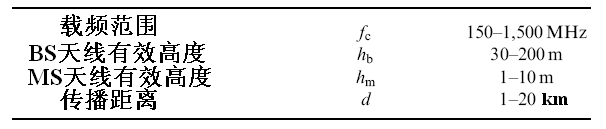 载频范围 fc 150–1,500 MHz
BS天线有效高度 hb 30–200 m
MS天线有效高度 hm 1–10 m
传播距离 d 1–20 km